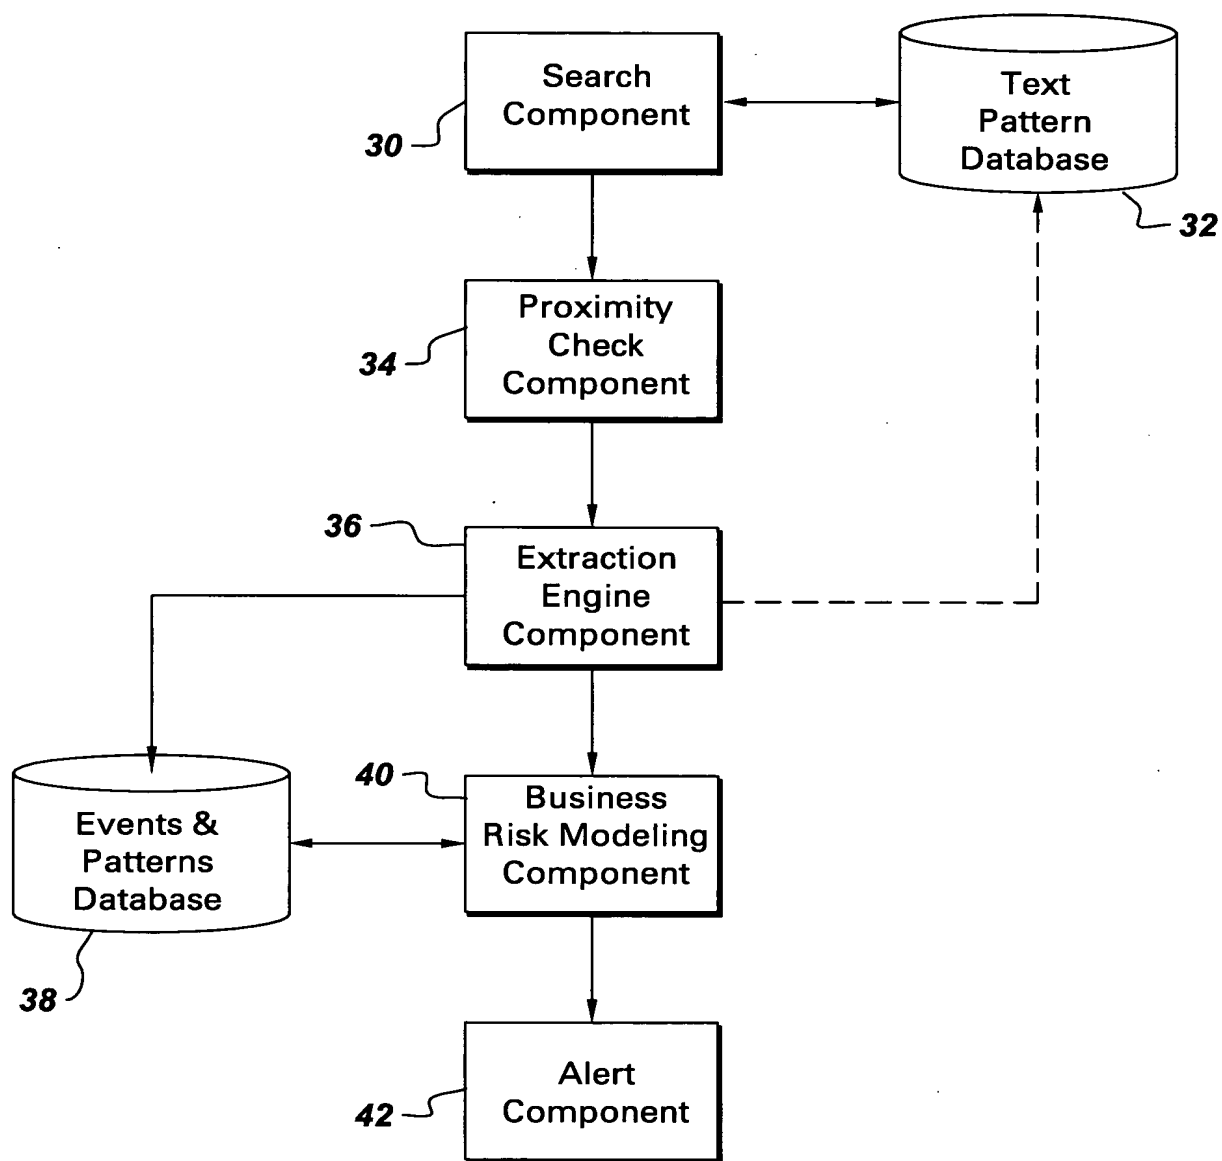 Search
Component
30
Text
Pattern
Database
32
Proximity
Check
Component
34
36
Extraction
Engine
Component
40
Business
Risk Modeling
Component
Events &
Patterns
Database
38
Alert
Component
42